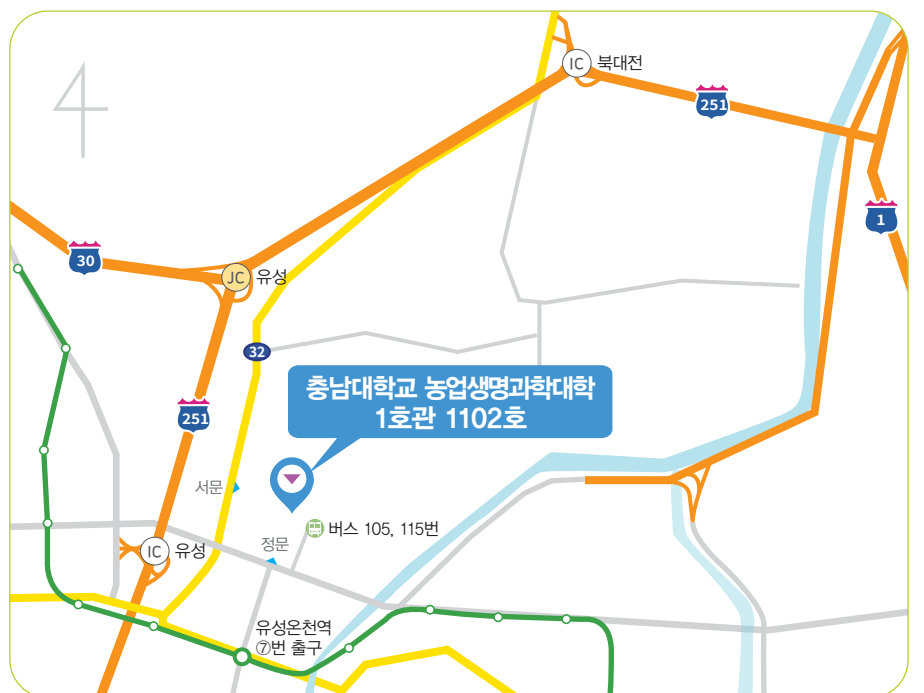 IC 북대전
251
1
30
JC 유성
32
충남대학교 농업생명과학대학
1호관 1102호
251
서문
버스 105, 115번
정문
IC 유성
유성온천역
⑦번 출구